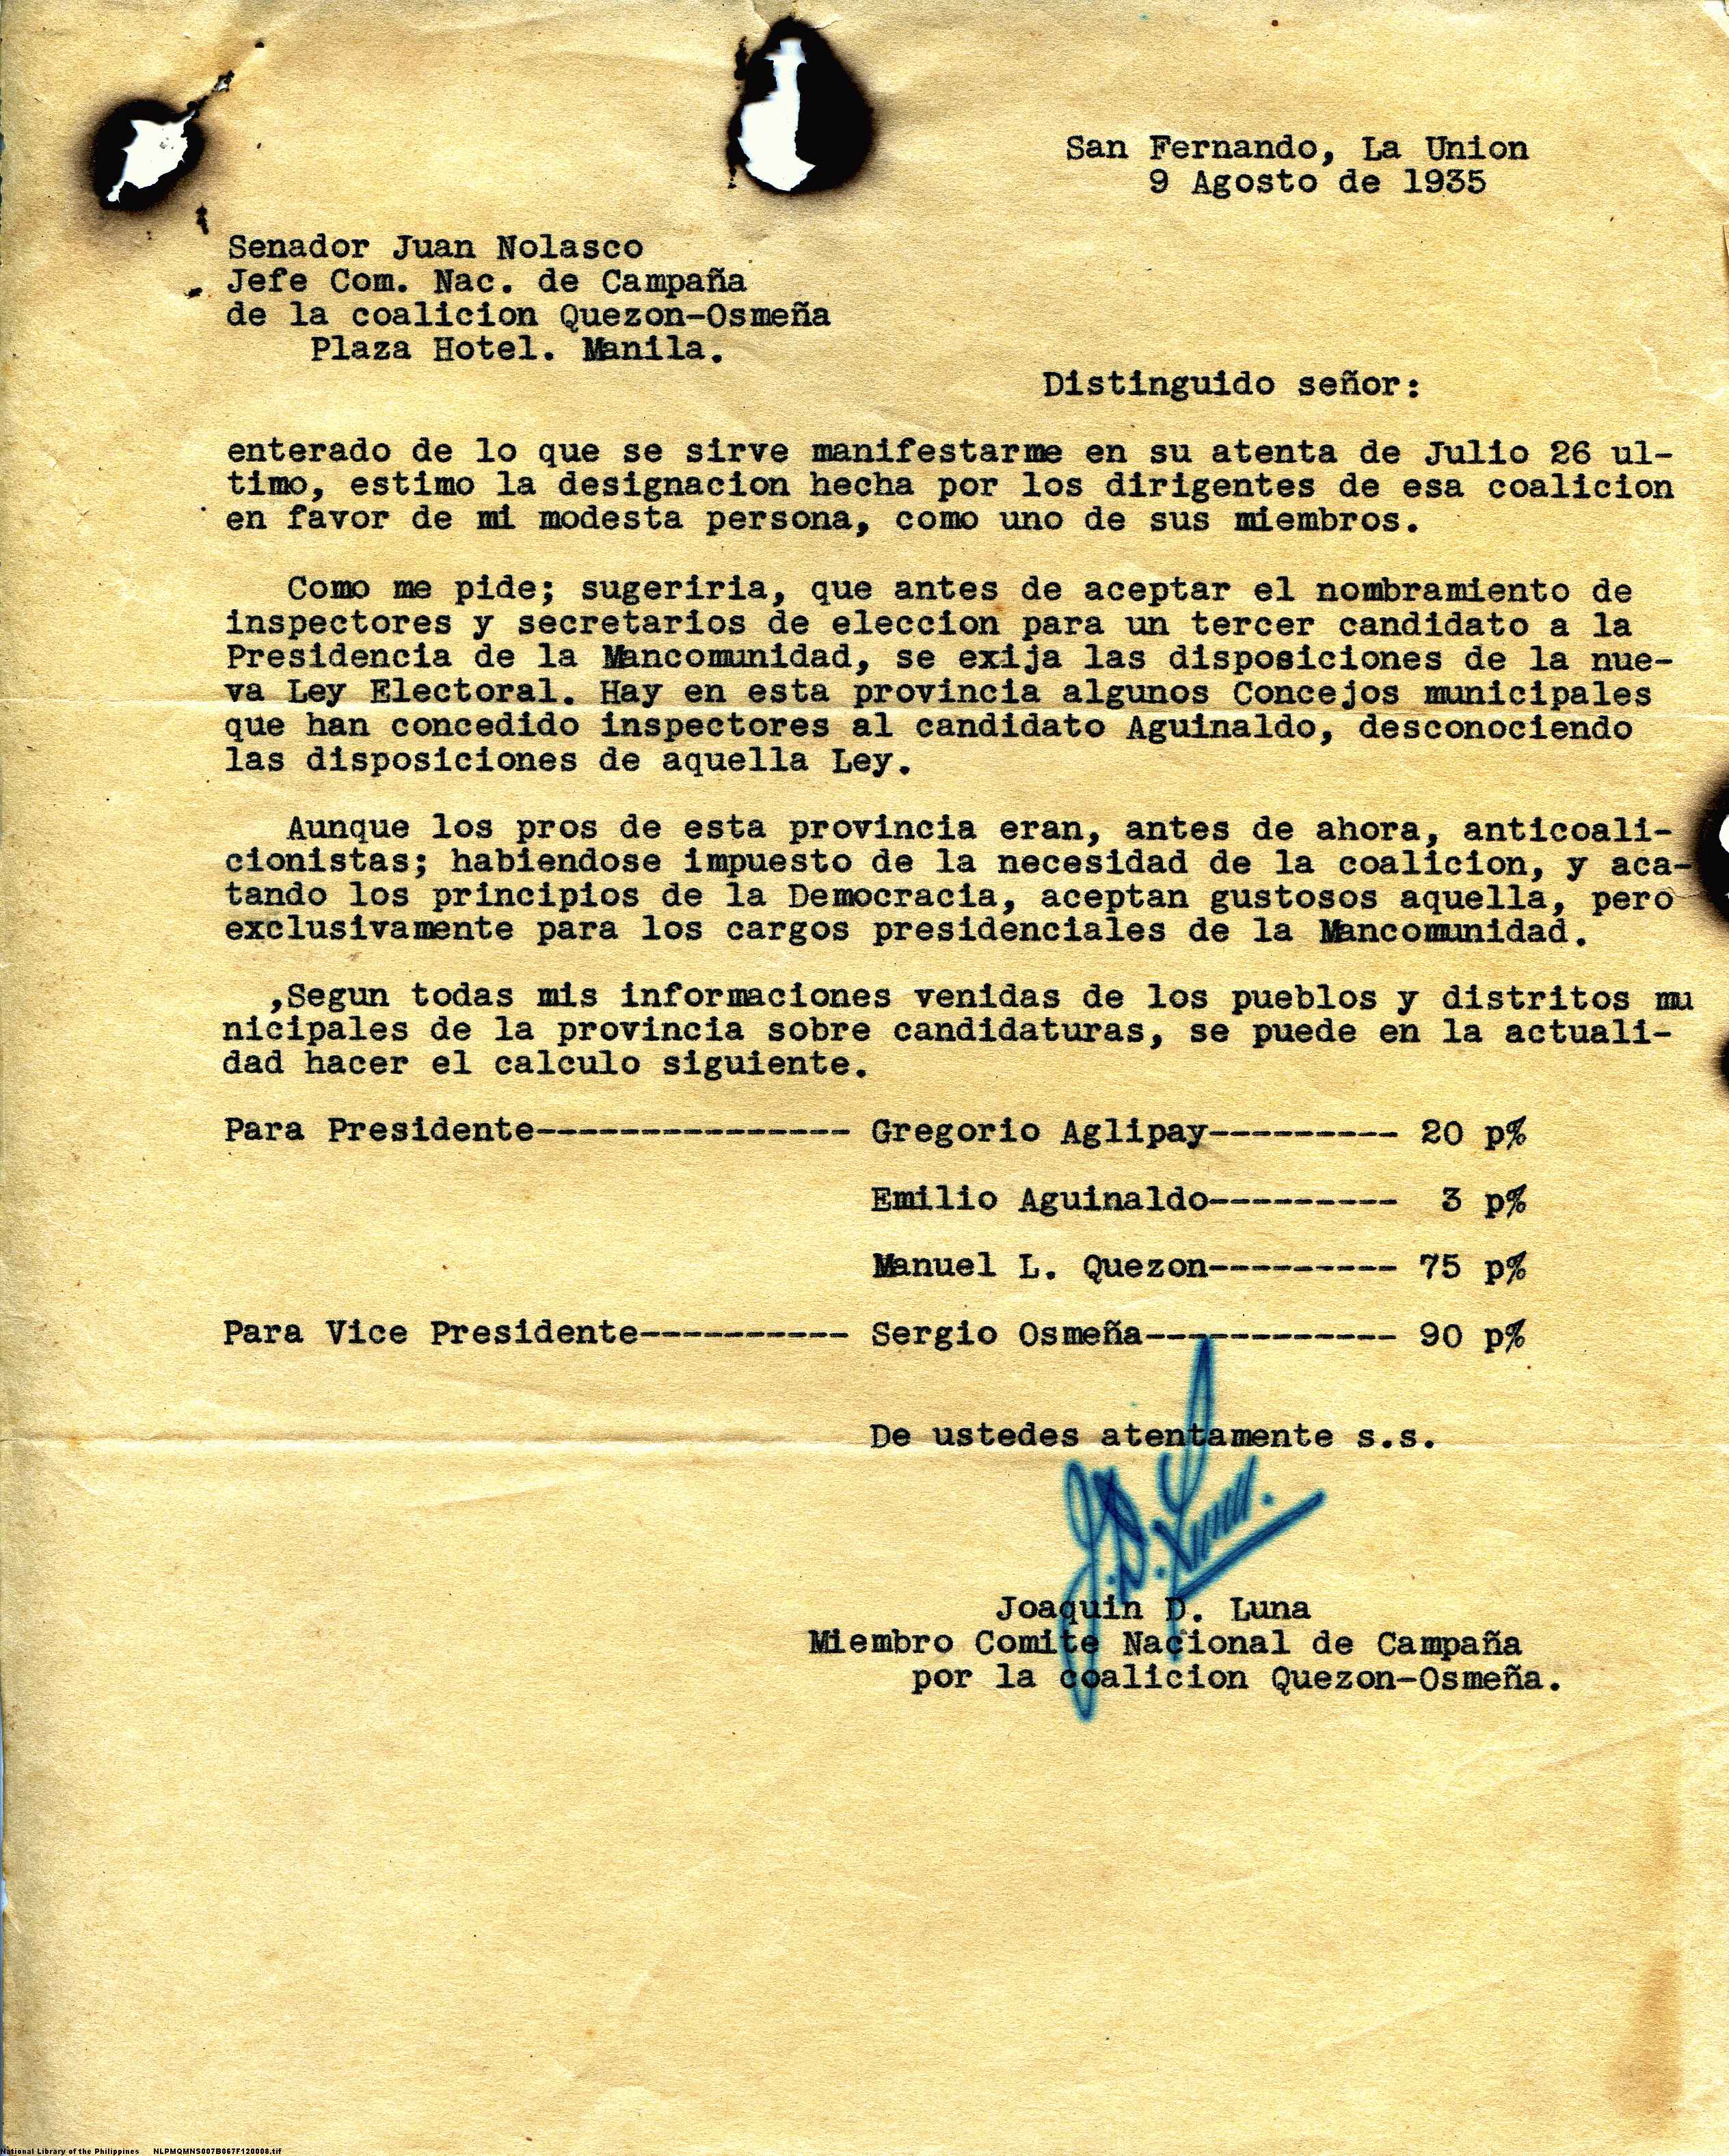 San Fernando, La Union
9 Agosto de 1935
Senador Juan Nolasco
Jefe Com. Nac. de Campaña
de la coalicion Quezon-Osmeña
Plaza Hotel. Manila.
Distinguido señor:
enterado de lo que se sirve manifestarme en su atenta de Julio 26 ul-
timo, estimo la designacion hecha por los dirigentes de esa coalicion
en favor de mi modesta persona, como uno de sus miembros.
Como me pide; sugeriria, que antes de aceptar el nombramiento de
inspectores y secretarios de eleccion para un tercer candidato a la
Presidencia de la Mancomunidad, se exija las disposiciones de la nue-
va Ley Electoral. Hay en esta provincia algunos Concejos municipales
que han concedido inspectores al candidato Aguinaldo, desconociendo
las disposiciones de aquella Ley.
Aunque los pros de esta provincia eran, antes de ahora, anticoali-
cionistas; habiendose impuesto de la necesidad de la coalicion, y aca-
tando los principios de la Democracia, aceptan gustosos aquella, pero
exclusivamente para los cargos presidenciales de la Mancomunidad.
,Segun todas mis informaciones venidas de los pueblos y distritos mu
nicipales de la provincia sobre candidaturas, se puede en la actuali-
dad hacer el calculo siguiente.
Para Presidente--------------- Gregorio Aglipay--------- 20 p%
Emilio Aguinaldo--------- 3 p%
Manuel L. Quezon--------- 75 p%
Para Vice Presidente---------- Sergio Osmeña------------ 90 p%
De ustedes atentamente s.s.
J.D. Luna.
Joaquin D. Luna
Miembro Comite Nacional de Campaña
por la coalicion Quezon-Osmeña.
National Library of the Philippines NLPMQMNS007B067F120008.tif